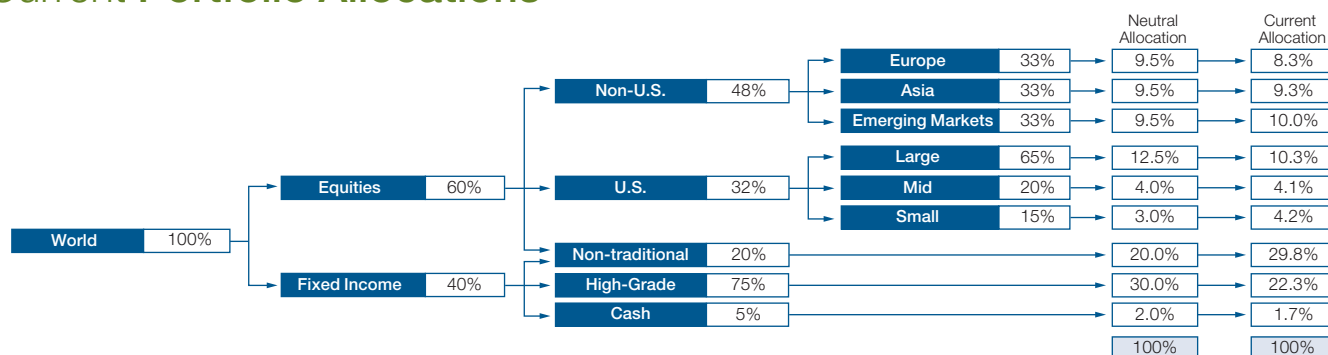 Current Portfolio Allocations
Neutral Allocation
Current Allocation
Europe 33% 9.5% 8.3%
Non-U.S. 48% Asia 33% 9.5% 9.3%
Emerging Markets 33% 9.5% 10.0%
Large 65% 12.5% 10.3%
Equities 60% U.S. 32% Mid 20% 4.0% 4.1%
Small 15% 3.0% 4.2%
World 100%
Non-traditional 20% 20.0% 29.8%
Fixed Income 40% High-Grade 75% 30.0% 22.3%
Cash 5% 2.0% 1.7%
100% 100%